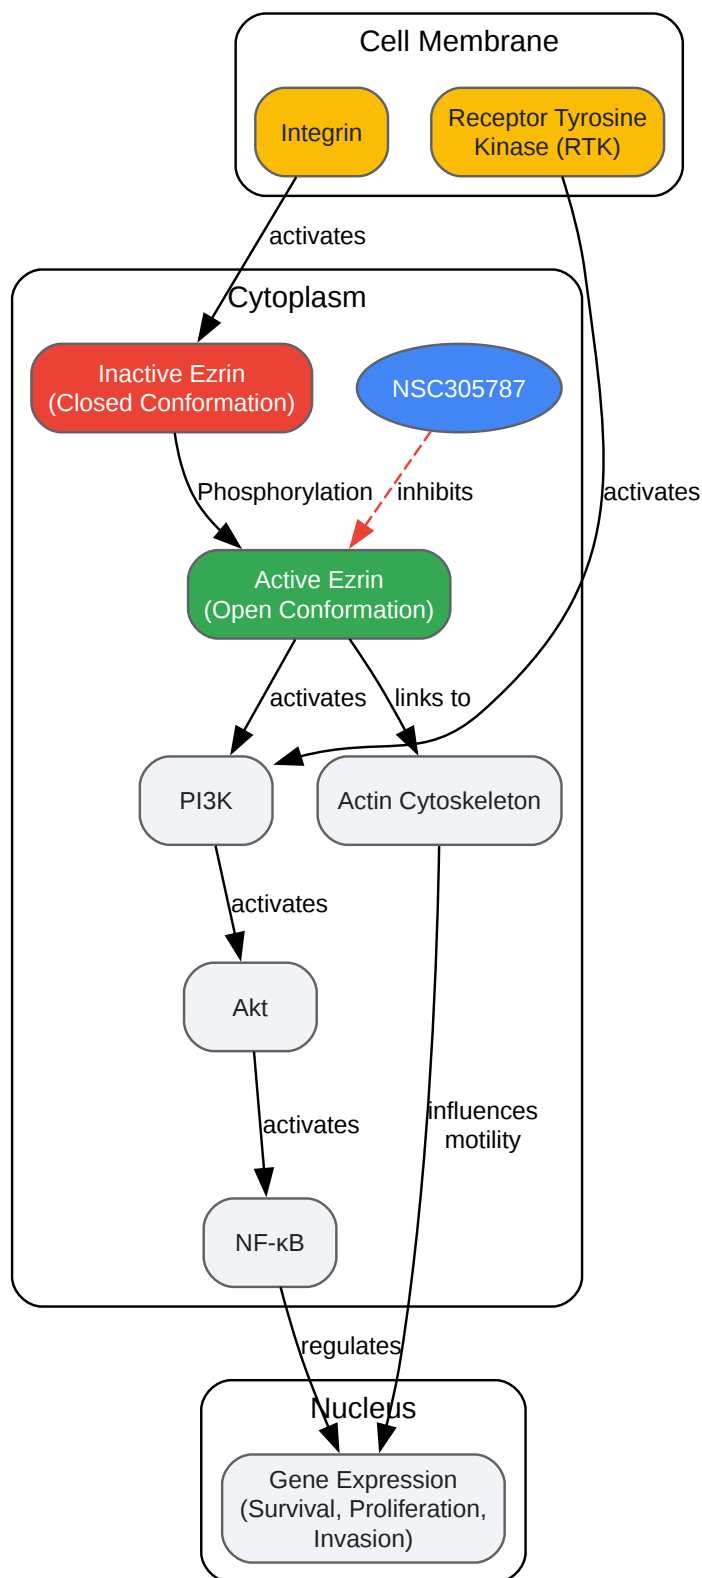 Cell Membrane
Integrin
Receptor Tyrosine
Kinase (RTK)
activates
Cytoplasm
Inactive Ezrin
(Closed Conformation)
NSC305787
Phosphorylation
inhibits
activates
Active Ezrin
(Open Conformation)
activates
links to
PI3K
Actin Cytoskeleton
activates
Akt
activates
influences
motility
NF-κB
regulates
Nucleus
Gene Expression
(Survival, Proliferation,
Invasion)